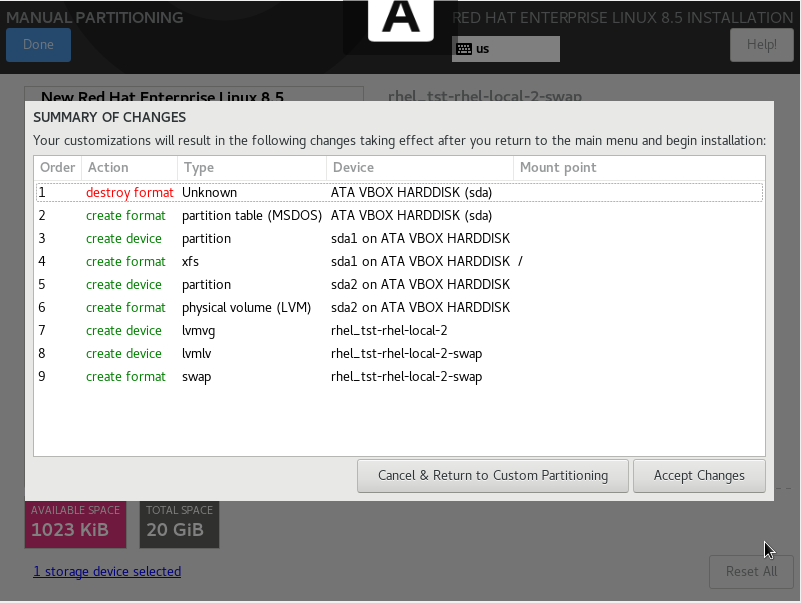 MANUAL PARTITIONING
A
RED HAT ENTERPRISE LINUX 8.5 INSTALLATION
Done
us
Help!
New Red Hat Enterprise Linux 8.5
rhel_tst-rhel-local-2-swap
SUMMARY OF CHANGES
Your customizations will result in the following changes taking effect after you return to the main menu and begin installation:
Order Action Type Device Mount point
1 destroy format Unknown ATA VBOX HARDDISK (sda)
2 create format partition table (MSDOS) ATA VBOX HARDDISK (sda)
3 create device partition sda1 on ATA VBOX HARDDISK
4 create format xfs sda1 on ATA VBOX HARDDISK /
5 create device partition sda2 on ATA VBOX HARDDISK
6 create format physical volume (LVM) sda2 on ATA VBOX HARDDISK
7 create device lvmvg rhel_tst-rhel-local-2
8 create device lvmlv rhel_tst-rhel-local-2-swap
9 create format swap rhel_tst-rhel-local-2-swap
Cancel & Return to Custom Partitioning Accept Changes
AVAILABLE SPACE
1023 KiB
TOTAL SPACE
20 GiB
1 storage device selected
Reset All